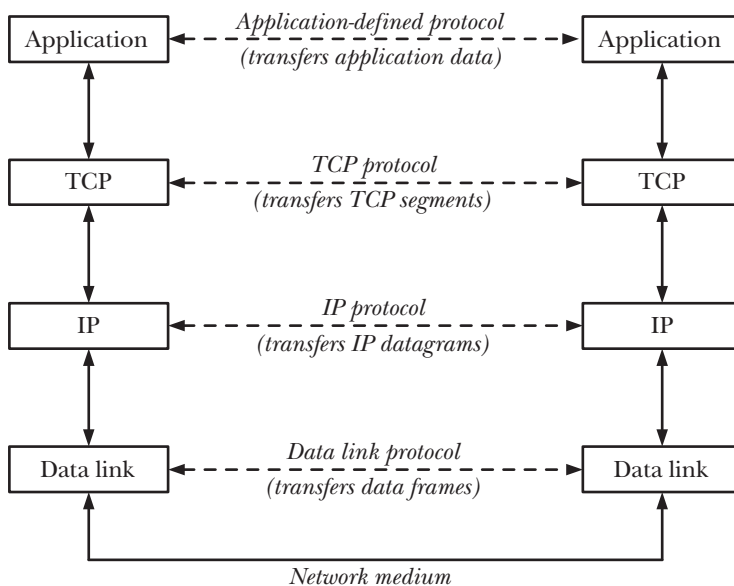 Application
Application-defined protocol
(transfers application data)
Application
TCP
TCP protocol
(transfers TCP segments)
TCP
IP
IP protocol
(transfers IP datagrams)
IP
Data link
Data link protocol
(transfers data frames)
Data link
Network medium